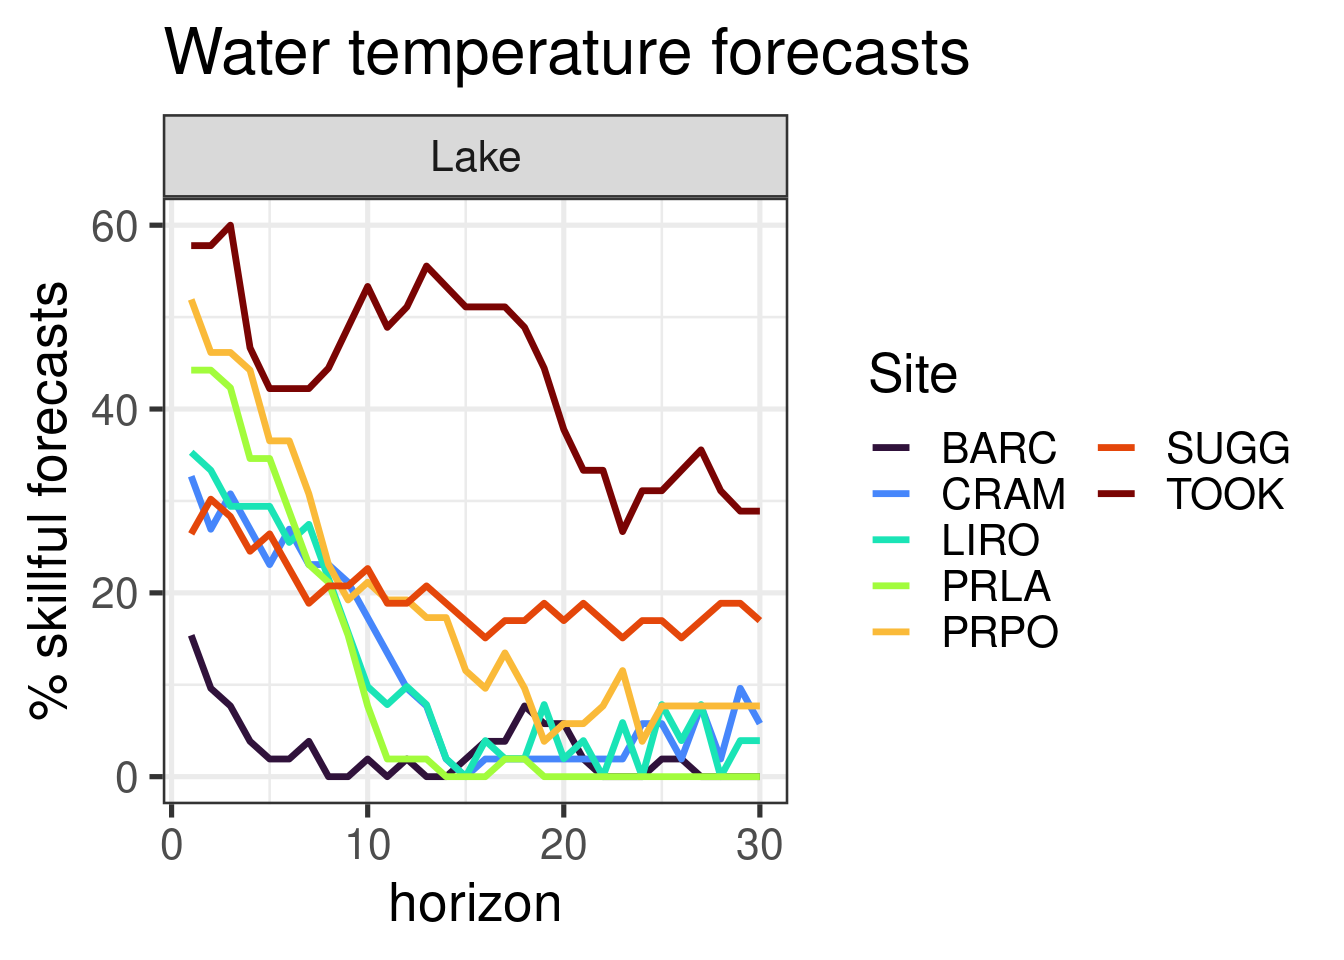 Water temperature forecasts
Lake
% skillful forecasts
60
40
20
0
0 10 20 30
horizon
Site
BARC SUGG
CRAM TOOK
LIRO
PRLA
PRPO